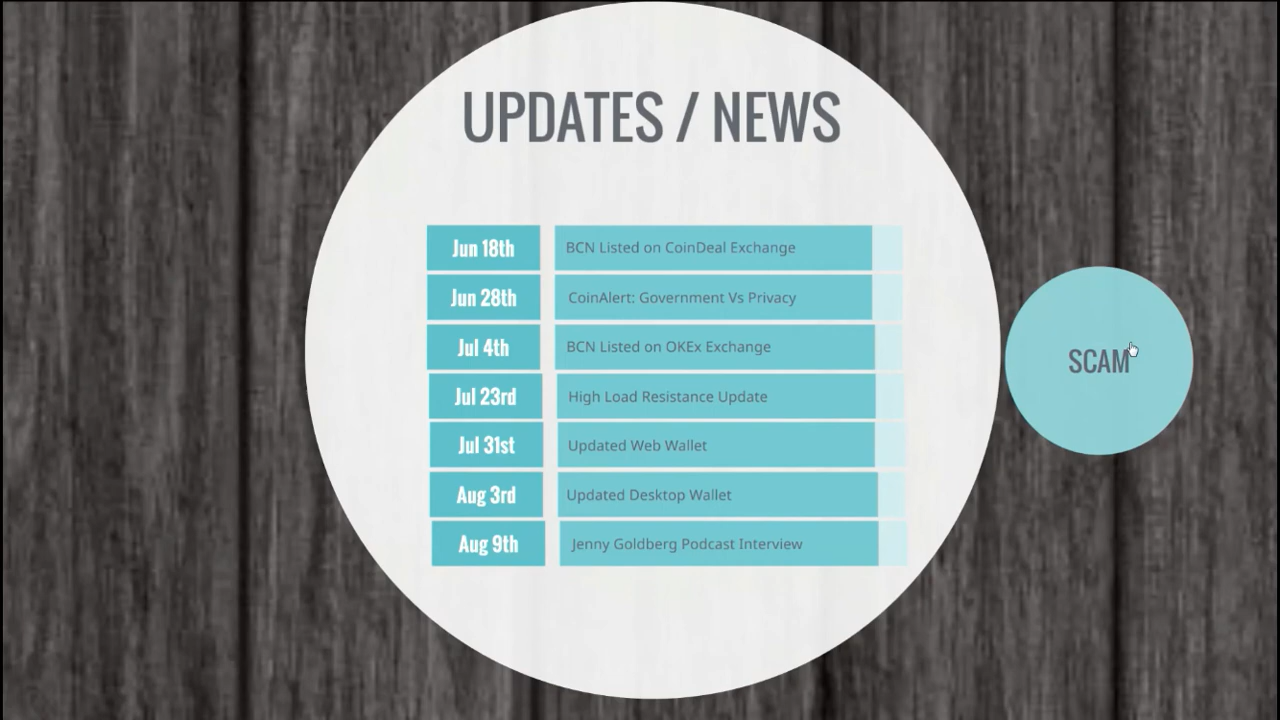 UPDATES / NEWS
Jun 18th BCN Listed on CoinDeal Exchange
Jun 28th CoinAlert: Government Vs Privacy
Jul 4th BCN Listed on OKEx Exchange
Jul 23rd High Load Resistance Update
Jul 31st Updated Web Wallet
Aug 3rd Updated Desktop Wallet
Aug 9th Jenny Goldberg Podcast Interview
SCAM